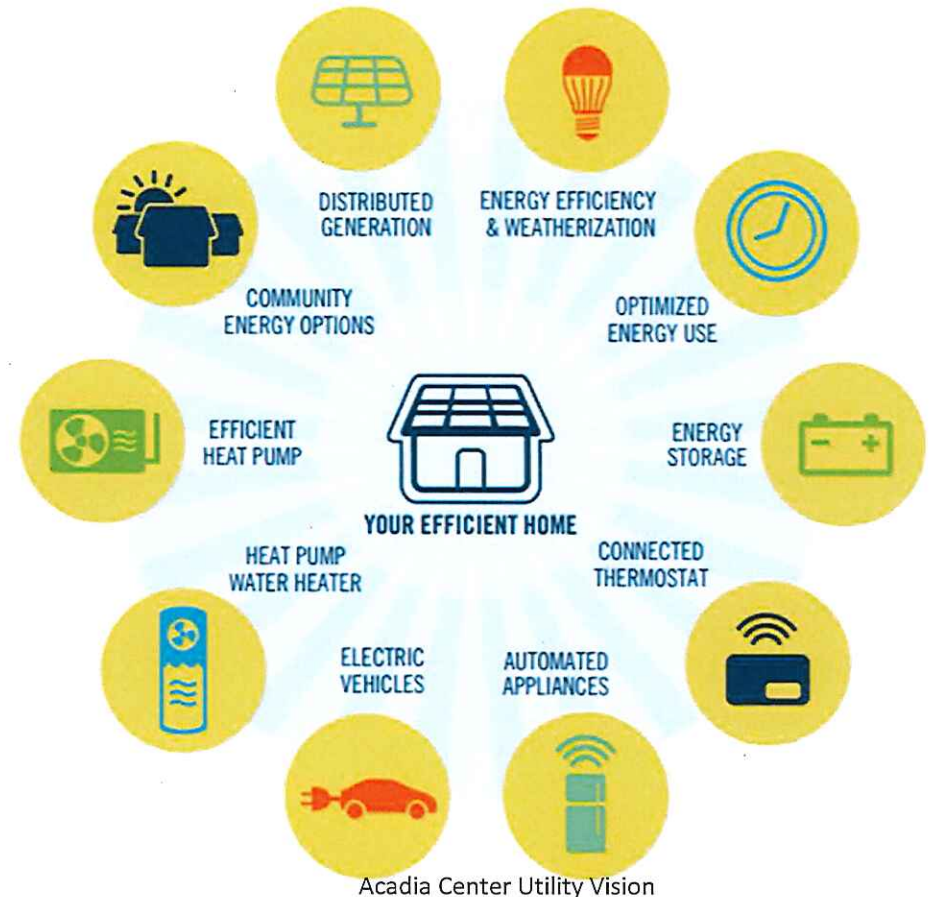 DISTRIBUTED
GENERATION
ENERGY EFFICIENCY
& WEATHERIZATION
COMMUNITY
ENERGY OPTIONS
OPTIMIZED
ENERGY USE
EFFICIENT
HEAT PUMP
ENERGY
STORAGE
YOUR EFFICIENT HOME
HEAT PUMP
WATER HEATER
CONNECTED
THERMOSTAT
ELECTRIC
VEHICLES
AUTOMATED
APPLIANCES
Acadia Center Utility Vision